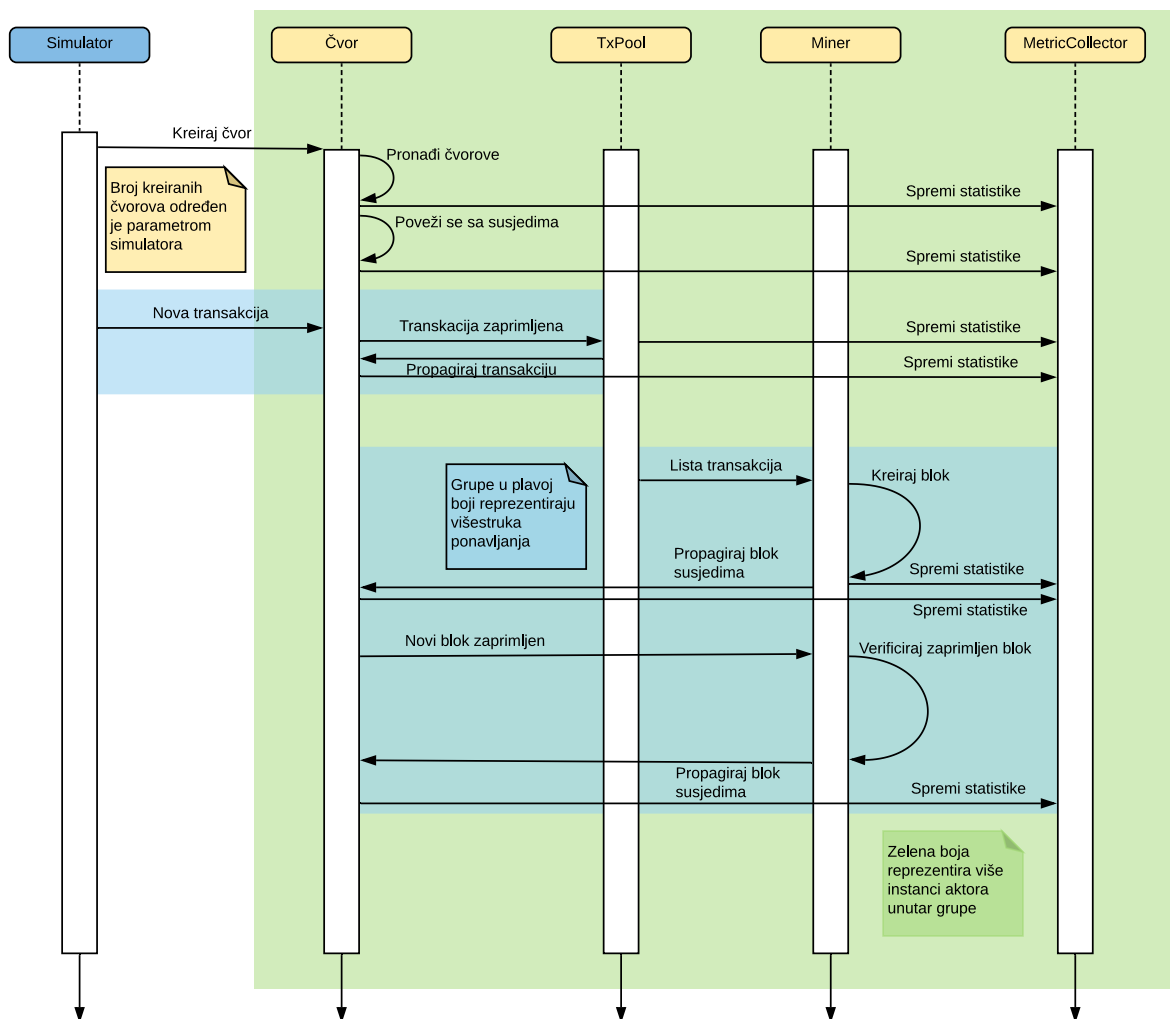 Simulator
Čvor
TxPool
Miner
MetricCollector
Kreiraj čvor
Pronađi čvorove
Broj kreiranih
čvorova određen
je parametrom
simulatora
Spremi statistike
Poveži se sa susjedima
Spremi statistike
Nova transakcija
Transkacija zaprimljena
Spremi statistike
Propagiraj transakciju
Spremi statistike
Lista transakcija
Kreiraj blok
Grupe u plavoj
boji reprezentiraju
višestruka
ponavljanja
Propagiraj blok
susjedima
Spremi statistike
Spremi statistike
Novi blok zaprimljen
Verificiraj zaprimljen blok
Propagiraj blok
susjedima
Spremi statistike
Zelena boja
reprezentira više
instanci aktora
unutar grupe